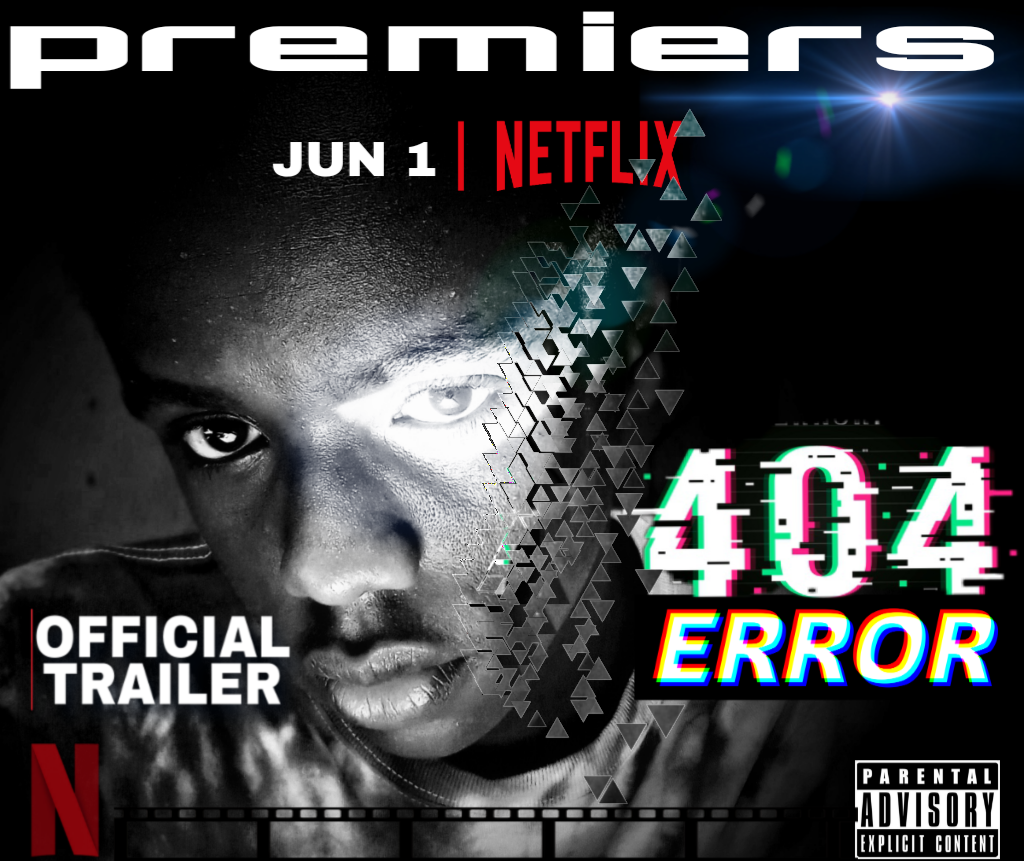 premiers
JUN 1 | NETFLIX
404
ERROR
OFFICIAL
TRAILER
N
PARENTAL
ADVISORY
EXPLICIT CONTENT